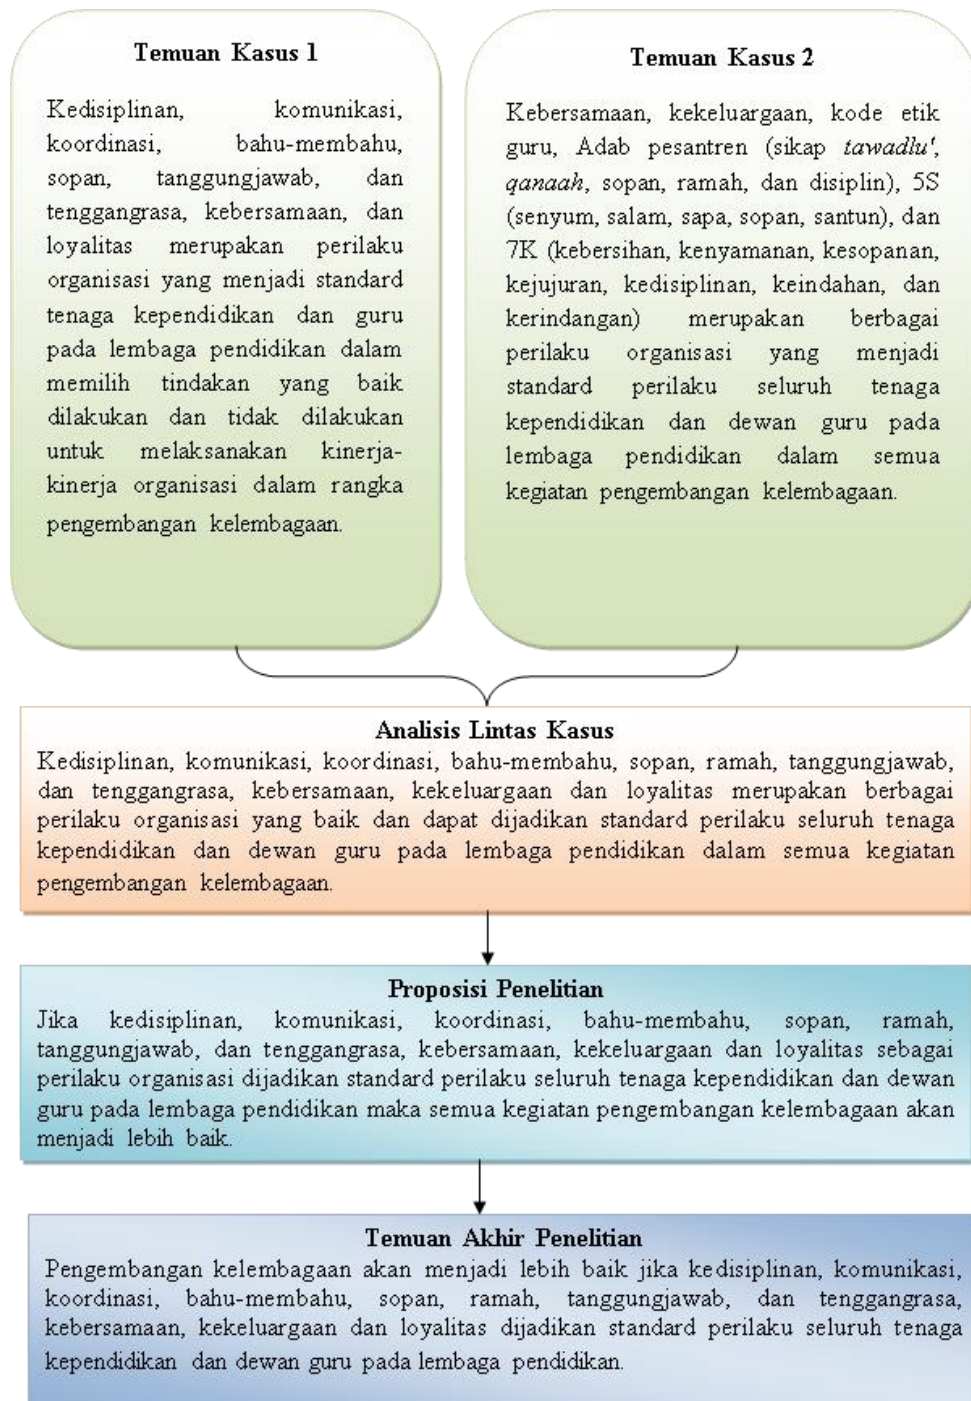 Temuan Kasus 1
Kedisiplinan, komunikasi,
koordinasi, bahu-membahu,
sopan, tanggungjawab, dan
tenggangrasa, kebersamaan, dan
loyalitas merupakan perilaku
organisasi yang menjadi standard
tenaga kependidikan dan guru
pada lembaga pendidikan dalam
memilih tindakan yang baik
dilakukan dan tidak dilakukan
untuk melaksanakan kinerja-
kinerja organisasi dalam rangka
pengembangan kelembagaan.
Temuan Kasus 2
Kebersamaan, kekeluargaan, kode etik
guru, Adab pesantren (sikap tawadlu',
qanaah, sopan, ramah, dan disiplin), 5S
(senyum, salam, sapa, sopan, santun), dan
7K (kebersihan, kenyamanan, kesopanan,
kejujuran, kedisiplinan, keindahan, dan
kerindangan) merupakan berbagai
perilaku organisasi yang menjadi
standard perilaku seluruh tenaga
kependidikan dan dewan guru pada
lembaga pendidikan dalam semua
kegiatan pengembangan kelembagaan.
Analisis Lintas Kasus
Kedisiplinan, komunikasi, koordinasi, bahu-membahu, sopan, ramah, tanggungjawab,
dan tenggangrasa, kebersamaan, kekeluargaan dan loyalitas merupakan berbagai
perilaku organisasi yang baik dan dapat dijadikan standard perilaku seluruh tenaga
kependidikan dan dewan guru pada lembaga pendidikan dalam semua kegiatan
pengembangan kelembagaan.
Proposisi Penelitian
Jika kedisiplinan, komunikasi, koordinasi, bahu-membahu, sopan, ramah,
tanggungjawab, dan tenggangrasa, kebersamaan, kekeluargaan dan loyalitas sebagai
perilaku organisasi dijadikan standard perilaku seluruh tenaga kependidikan dan dewan
guru pada lembaga pendidikan maka semua kegiatan pengembangan kelembagaan akan
menjadi lebih baik.
Temuan Akhir Penelitian
Pengembangan kelembagaan akan menjadi lebih baik jika kedisiplinan, komunikasi,
koordinasi, bahu-membahu, sopan, ramah, tanggungjawab, dan tenggangrasa,
kebersamaan, kekeluargaan dan loyalitas dijadikan standard perilaku seluruh tenaga
kependidikan dan dewan guru pada lembaga pendidikan.